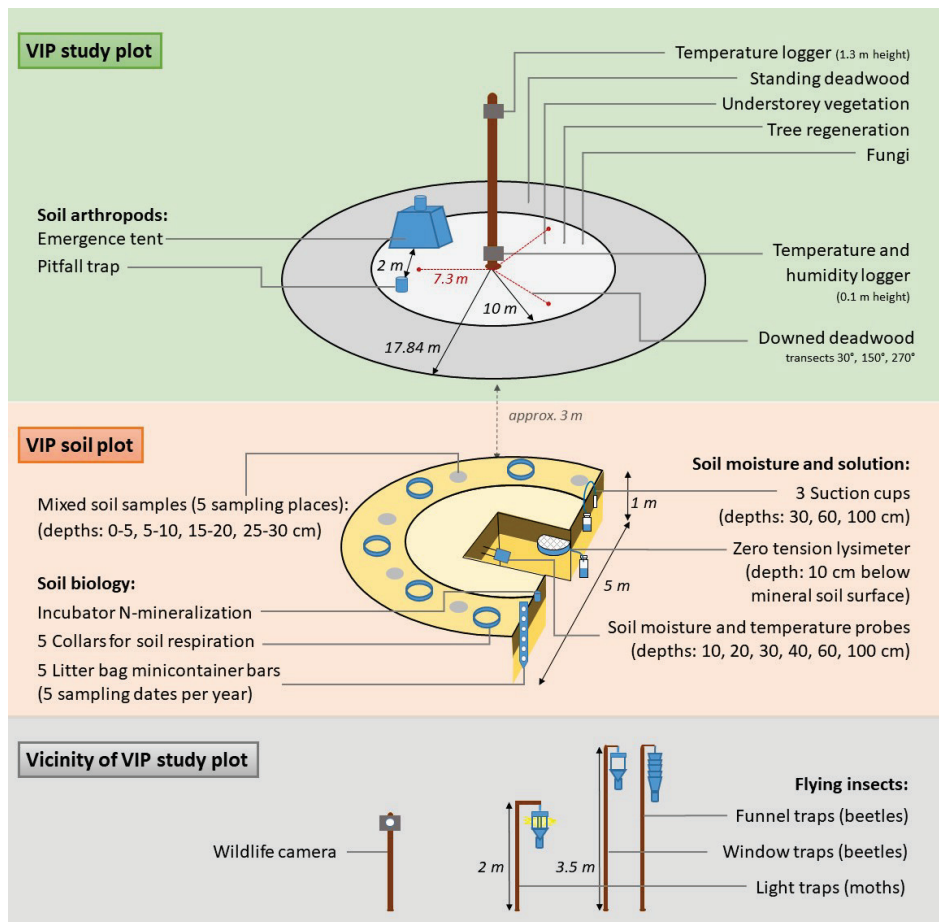 VIP study plot
Temperature logger (1.3 m height)
Standing deadwood
Understorey vegetation
Tree regeneration
Fungi
Soil arthropods:
Emergence tent
Pitfall trap
2 m
7.3 m
10 m
17.84 m
Temperature and
humidity logger
(0.1 m height)
Downed deadwood
transects 30°, 150°, 270°
approx. 3 m
VIP soil plot
Mixed soil samples (5 sampling places):
(depths: 0-5, 5-10, 15-20, 25-30 cm)
Soil biology:
Incubator N-mineralization
5 Collars for soil respiration
5 Litter bag minicontainer bars
(5 sampling dates per year)
1 m
5 m
Soil moisture and solution:
3 Suction cups
(depths: 30, 60, 100 cm)
Zero tension lysimeter
(depth: 10 cm below
mineral soil surface)
Soil moisture and temperature probes
(depths: 10, 20, 30, 40, 60, 100 cm)
Vicinity of VIP study plot
Wildlife camera
2 m
3.5 m
Flying insects:
Funnel traps (beetles)
Window traps (beetles)
Light traps (moths)